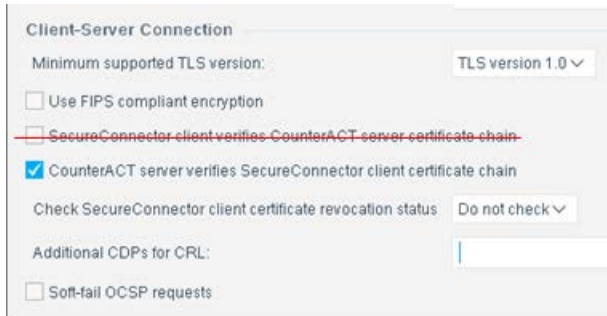 Client-Server Connection
Minimum supported TLS version: TLS version 1.0
Use FIPS compliant encryption
SecureConnector client verifies CounterACT server certificate chain
CounterACT server verifies SecureConnector client certificate chain
Check SecureConnector client certificate revocation status Do not check
Additional CDPs for CRL:
Soft-fail OCSP requests